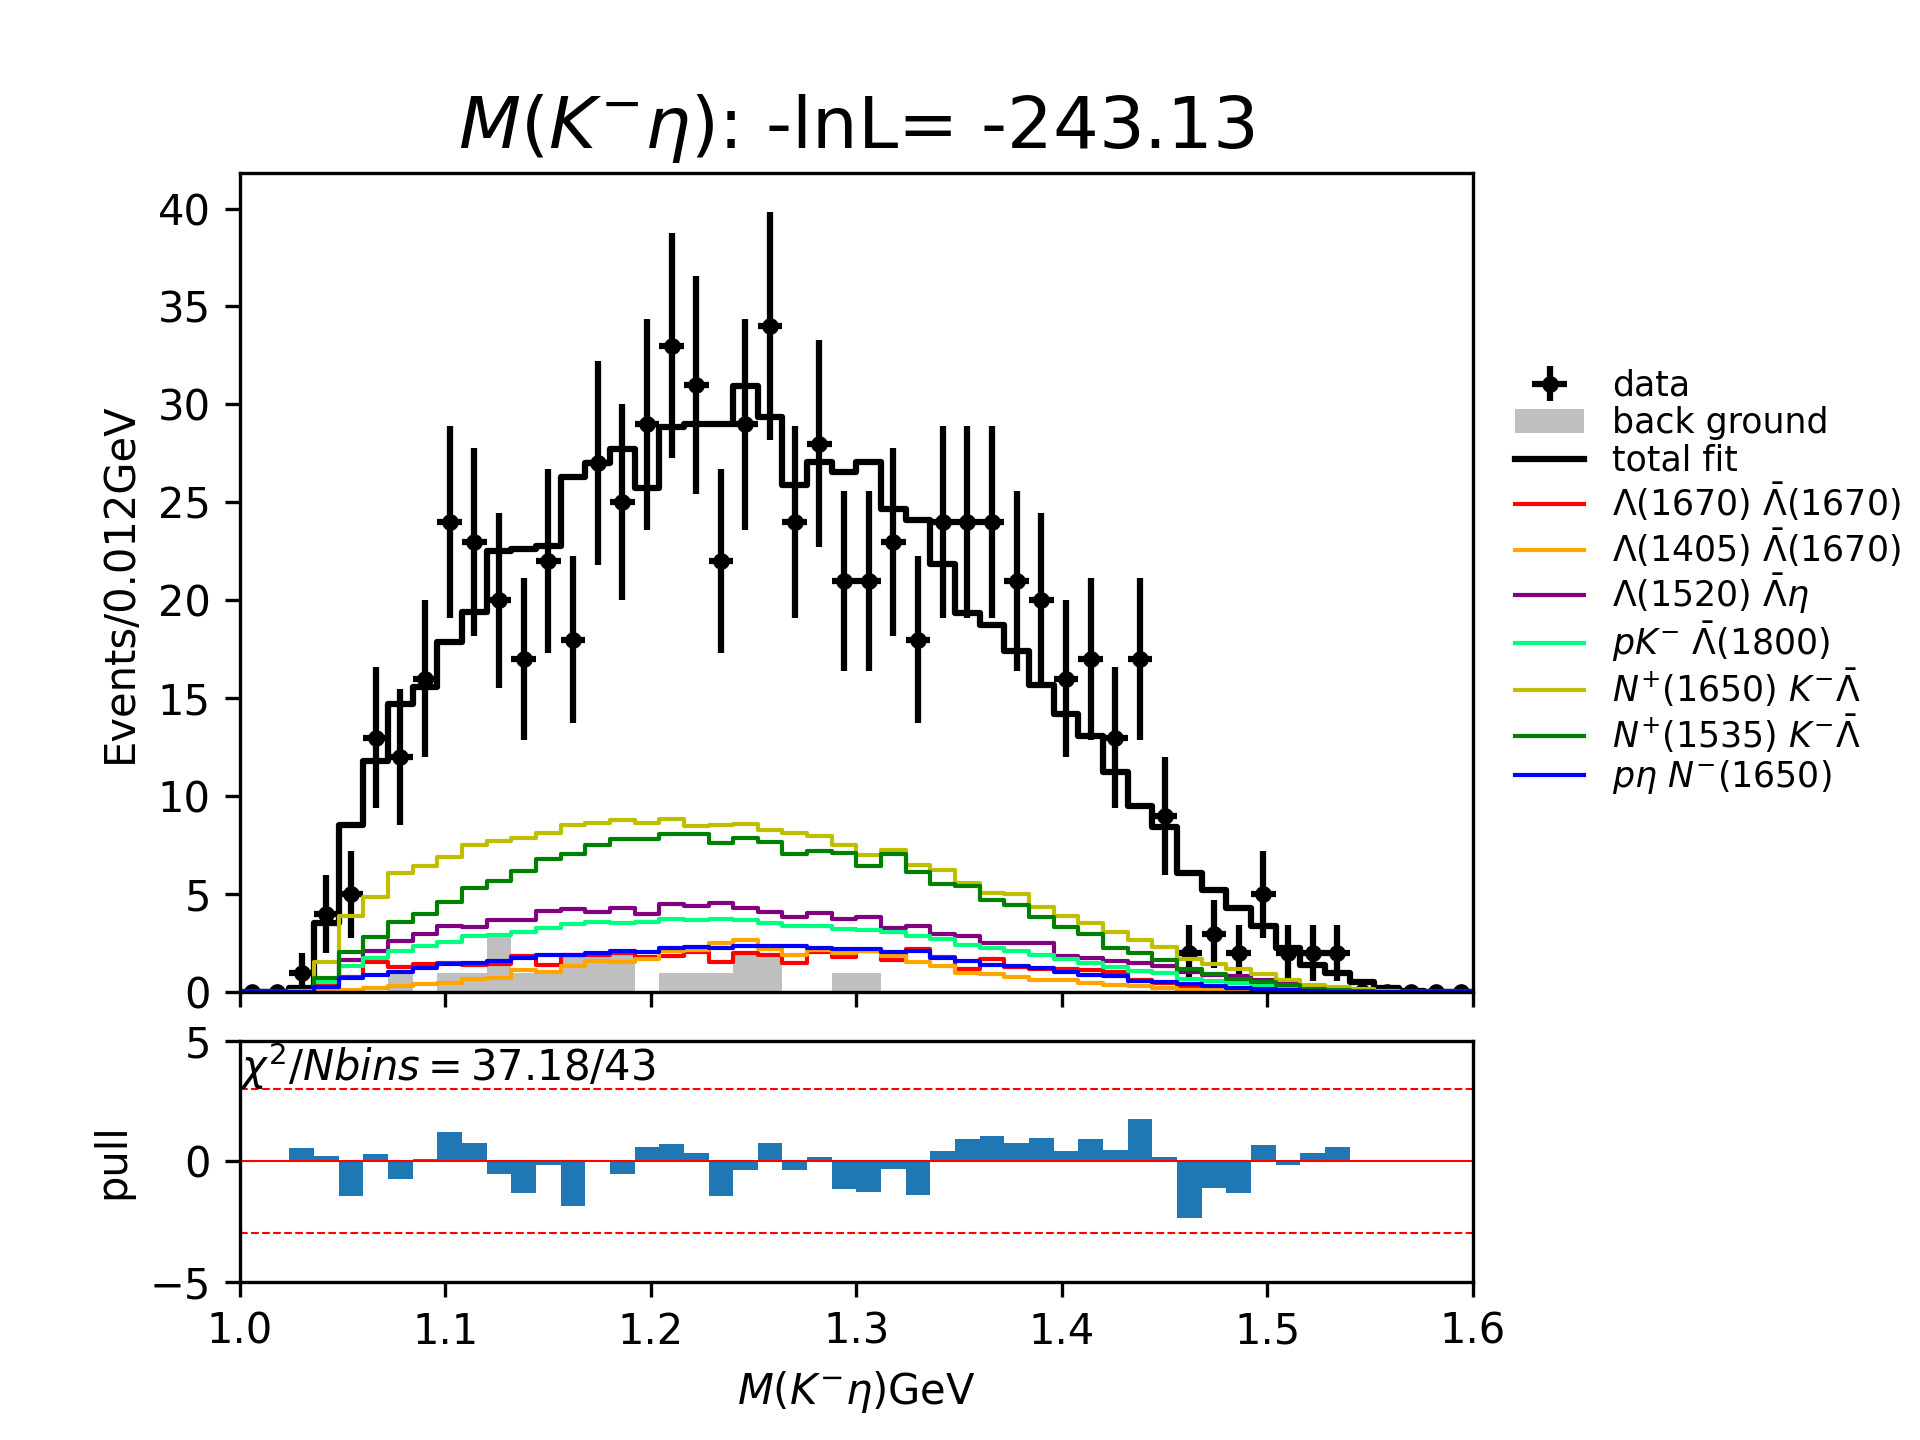 M(K⁻η): -lnL= -243.13
40
35
30
25
20
15
10
5
0
Events/0.012GeV
data
back ground
total fit
Λ(1670) Λ̄(1670)
Λ(1405) Λ̄(1670)
Λ(1520) Λ̄η
pK⁻ Λ̄(1800)
N⁺(1650) K⁻Λ̄
N⁺(1535) K⁻Λ̄
pη N⁻(1650)
5
0
−5
pull
χ²/Nbins = 37.18/43
1.0 1.1 1.2 1.3 1.4 1.5 1.6
M(K⁻η)GeV